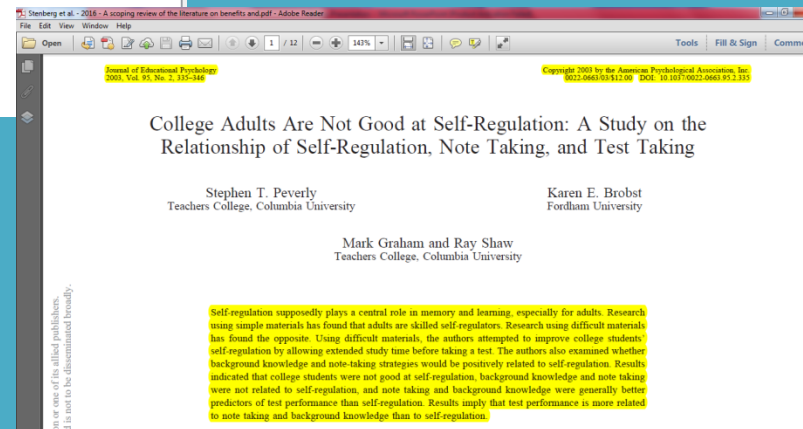 Stenberg et al. - 2016 - A scoping review of the literature on benefits and.pdf - Adobe Reader
File Edit View Window Help
Open 1 / 12 143% Tools Fill & Sign Comme
Journal of Educational Psychology
2003, Vol. 95, No. 2, 335–346
Copyright 2003 by the American Psychological Association, Inc.
0022-0663/03/$12.00 DOI: 10.1037/0022-0663.95.2.335
College Adults Are Not Good at Self-Regulation: A Study on the
Relationship of Self-Regulation, Note Taking, and Test Taking
Stephen T. Peverly
Teachers College, Columbia University
Karen E. Brobst
Fordham University
Mark Graham and Ray Shaw
Teachers College, Columbia University
Self-regulation supposedly plays a central role in memory and learning, especially for adults. Research
using simple materials has found that adults are skilled self-regulators. Research using difficult materials
has found the opposite. Using difficult materials, the authors attempted to improve college students'
self-regulation by allowing extended study time before taking a test. The authors also examined whether
background knowledge and note-taking strategies would be positively related to self-regulation. Results
indicated that college students were not good at self-regulation, background knowledge and note taking
were not related to self-regulation, and note taking and background knowledge were generally better
predictors of test performance than self-regulation. Results imply that test performance is more related
to note taking and background knowledge than to self-regulation.
on or one of its allied publishers.
d is not to be disseminated broadly.